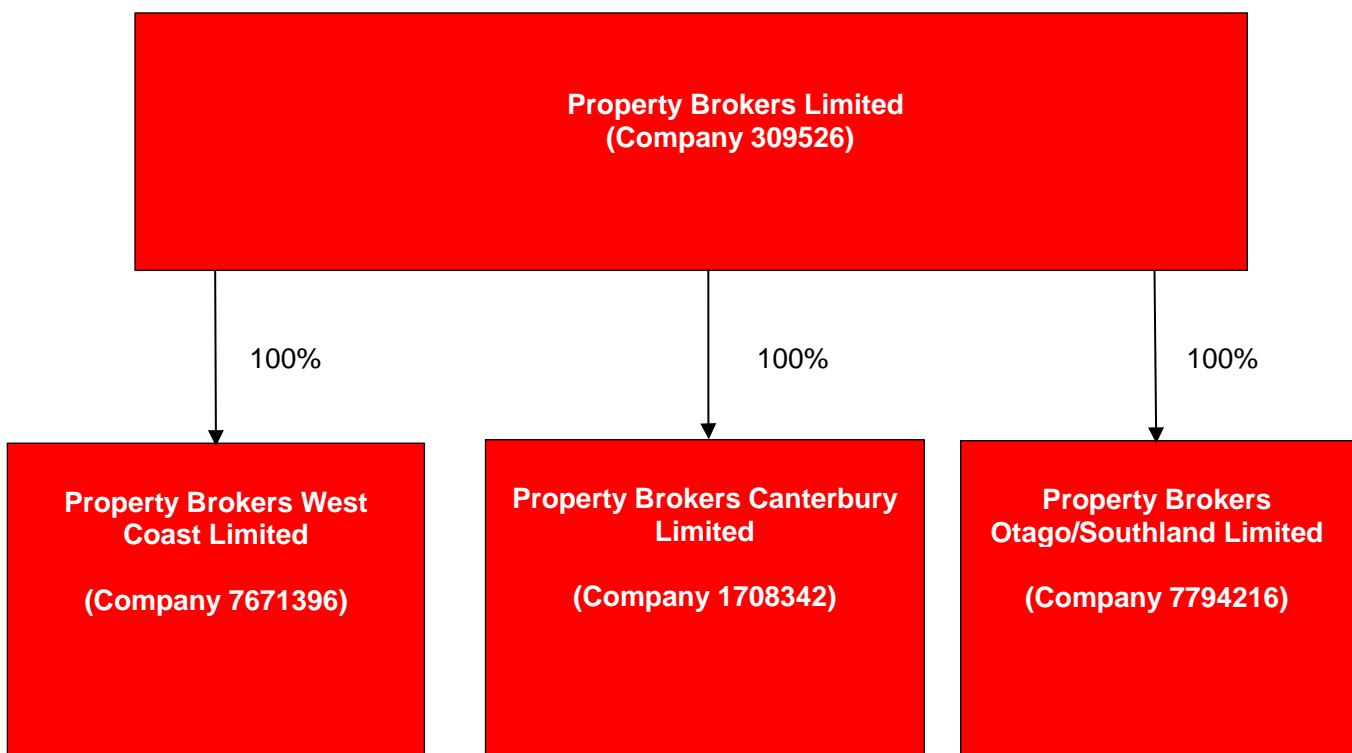 Property Brokers Limited
(Company 309526)
100%
100%
100%
Property Brokers West
Coast Limited
(Company 7671396)
Property Brokers Canterbury
Limited
(Company 1708342)
Property Brokers
Otago/Southland Limited
(Company 7794216)